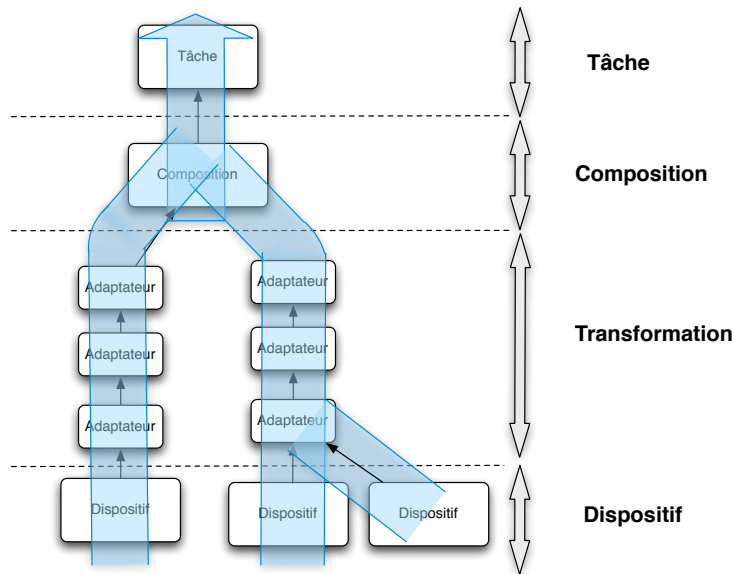 Tâche
Tâche
Composition
Composition
Adaptateur
Adaptateur
Transformation
Adaptateur
Adaptateur
Adaptateur
Adaptateur
Dispositif
Dispositif
Dispositif
Dispositif